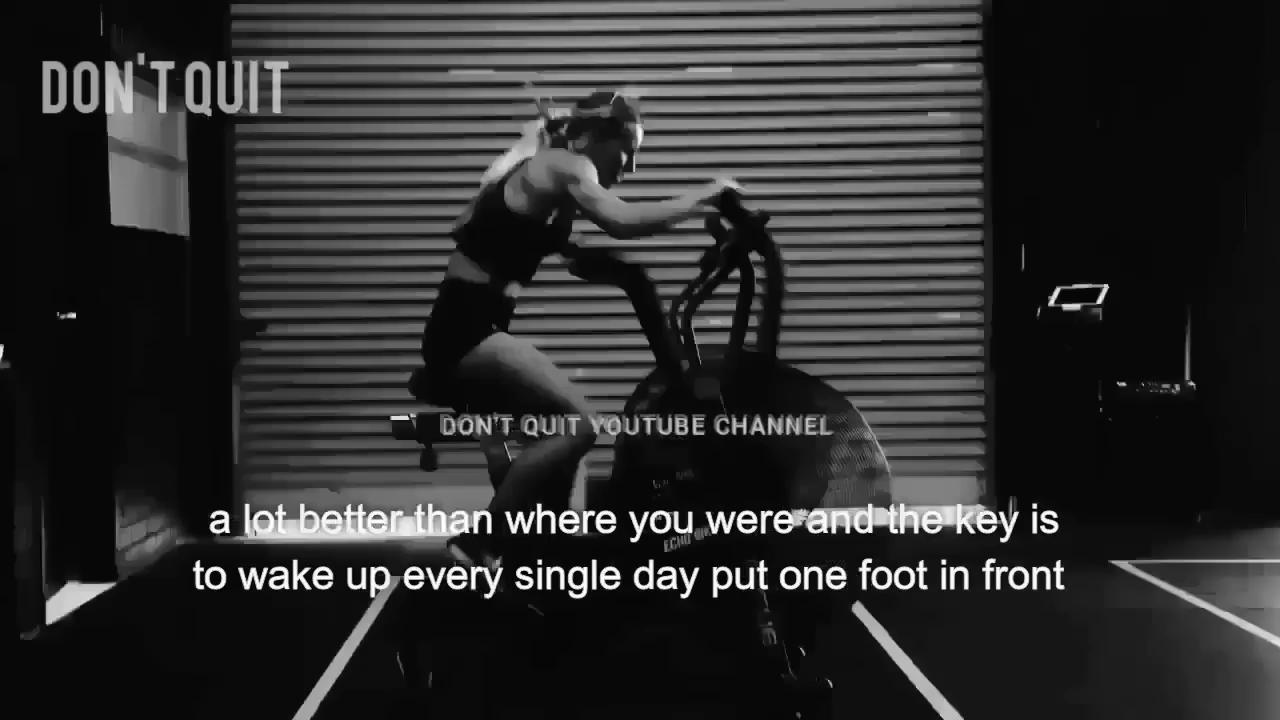 DON'T QUIT
DON'T QUIT YOUTUBE CHANNEL
a lot better than where you were and the key is
ECHO
to wake up every single day put one foot in front